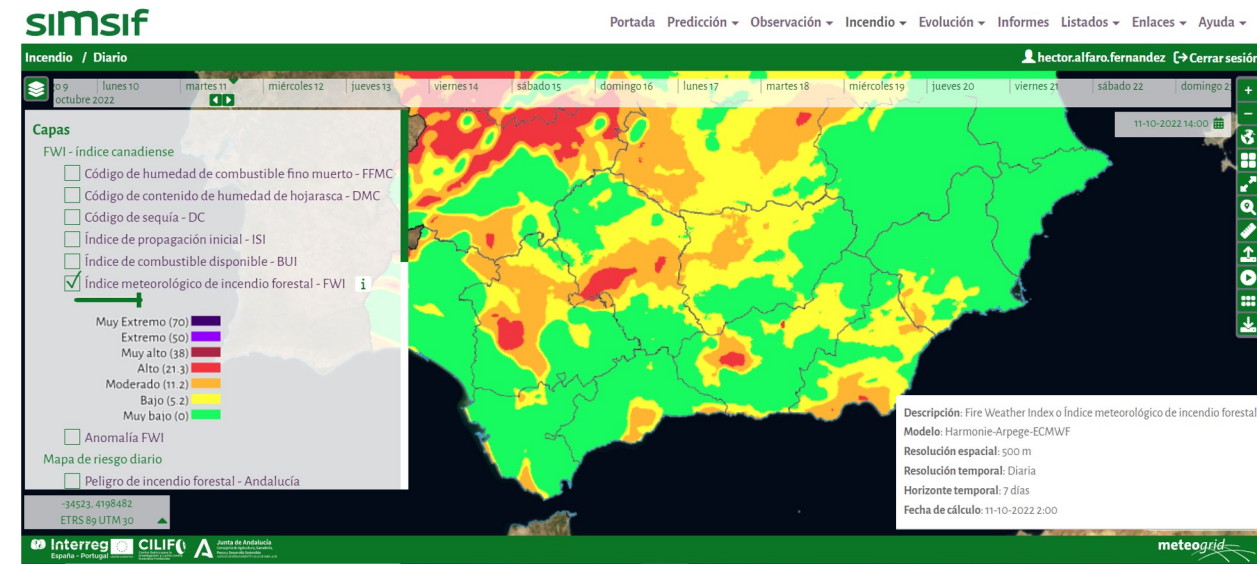 simsif
Portada Predicción Observación Incendio Evolución Informes Listados Enlaces Ayuda
Incendio / Diario
hector.alfaro.fernandez Cerrar sesión
9 lunes 10 martes 11 miércoles 12 jueves 13 viernes 14 sábado 15 domingo 16 lunes 17 martes 18 miércoles 19 jueves 20 viernes 21 sábado 22 domingo 2
octubre 2022
11-10-2022 14:00
Capas
FWI - índice canadiense
Código de humedad de combustible fino muerto - FFMC
Código de contenido de humedad de hojarasca - DMC
Código de sequía - DC
Índice de propagación inicial - ISI
Índice de combustible disponible - BUI
Índice meteorológico de incendio forestal - FWI i
Muy Extremo (70)
Extremo (50)
Muy alto (38)
Alto (21.3)
Moderado (11.2)
Bajo (5.2)
Muy bajo (0)
Anomalía FWI
Mapa de riesgo diario
Peligro de incendio forestal - Andalucía
Descripción: Fire Weather Index o Índice meteorológico de incendio forestal
Modelo: Harmonie-Arpege-ECMWF
Resolución espacial: 500 m
Resolución temporal: Diaria
Horizonte temporal: 7 días
Fecha de cálculo: 11-10-2022 2:00
-34523, 4198482
ETRS 89 UTM 30
Interreg
España - Portugal
CILIFO
Junta de Andalucía
meteogrid